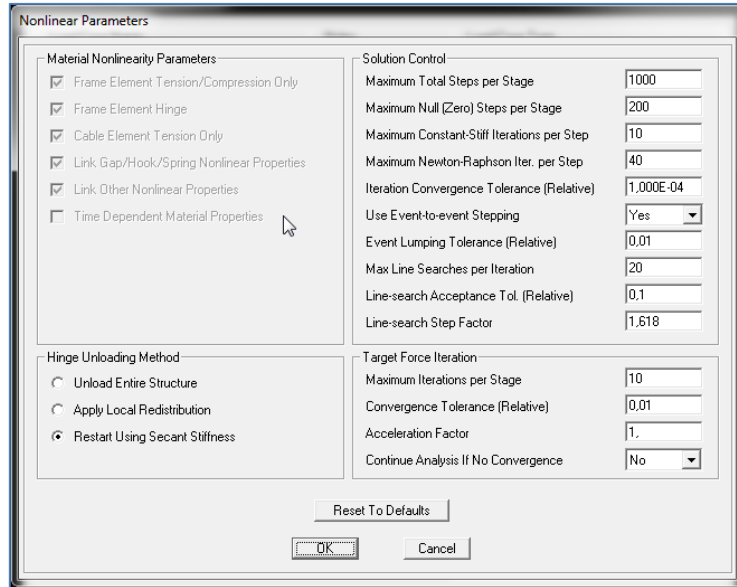 Nonlinear Parameters
Material Nonlinearity Parameters
Frame Element Tension/Compression Only
Frame Element Hinge
Cable Element Tension Only
Link Gap/Hook/Spring Nonlinear Properties
Link Other Nonlinear Properties
Time Dependent Material Properties
Solution Control
Maximum Total Steps per Stage 1000
Maximum Null (Zero) Steps per Stage 200
Maximum Constant-Stiff Iterations per Step 10
Maximum Newton-Raphson Iter. per Step 40
Iteration Convergence Tolerance (Relative) 1,000E-04
Use Event-to-event Stepping Yes
Event Lumping Tolerance (Relative) 0,01
Max Line Searches per Iteration 20
Line-search Acceptance Tol. (Relative) 0,1
Line-search Step Factor 1,618
Hinge Unloading Method
Unload Entire Structure
Apply Local Redistribution
Restart Using Secant Stiffness
Target Force Iteration
Maximum Iterations per Stage 10
Convergence Tolerance (Relative) 0,01
Acceleration Factor 1,
Continue Analysis If No Convergence No
Reset To Defaults
OK Cancel